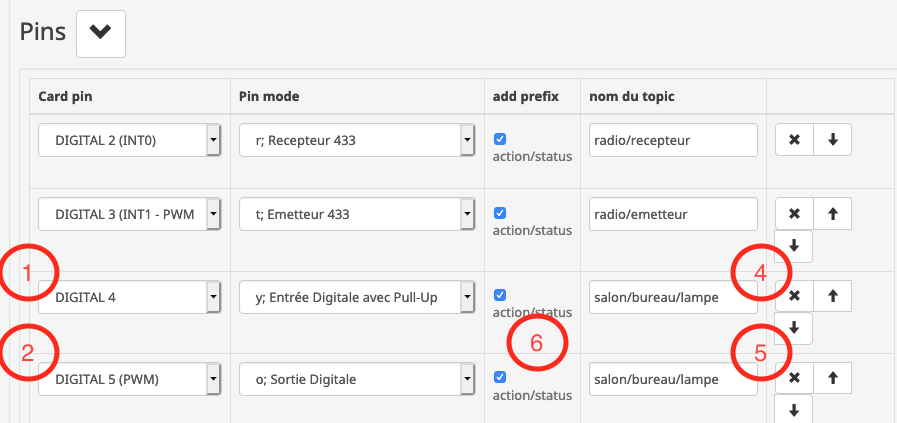 Pins
Card pin Pin mode add prefix nom du topic
DIGITAL 2 (INT0) r; Recepteur 433 radio/recepteur
action/status
DIGITAL 3 (INT1 - PWM t; Emetteur 433 radio/emetteur
action/status
1 4
DIGITAL 4 y; Entrée Digitale avec Pull-Up salon/bureau/lampe
action/status
2 6 5
DIGITAL 5 (PWM) o; Sortie Digitale salon/bureau/lampe
action/status